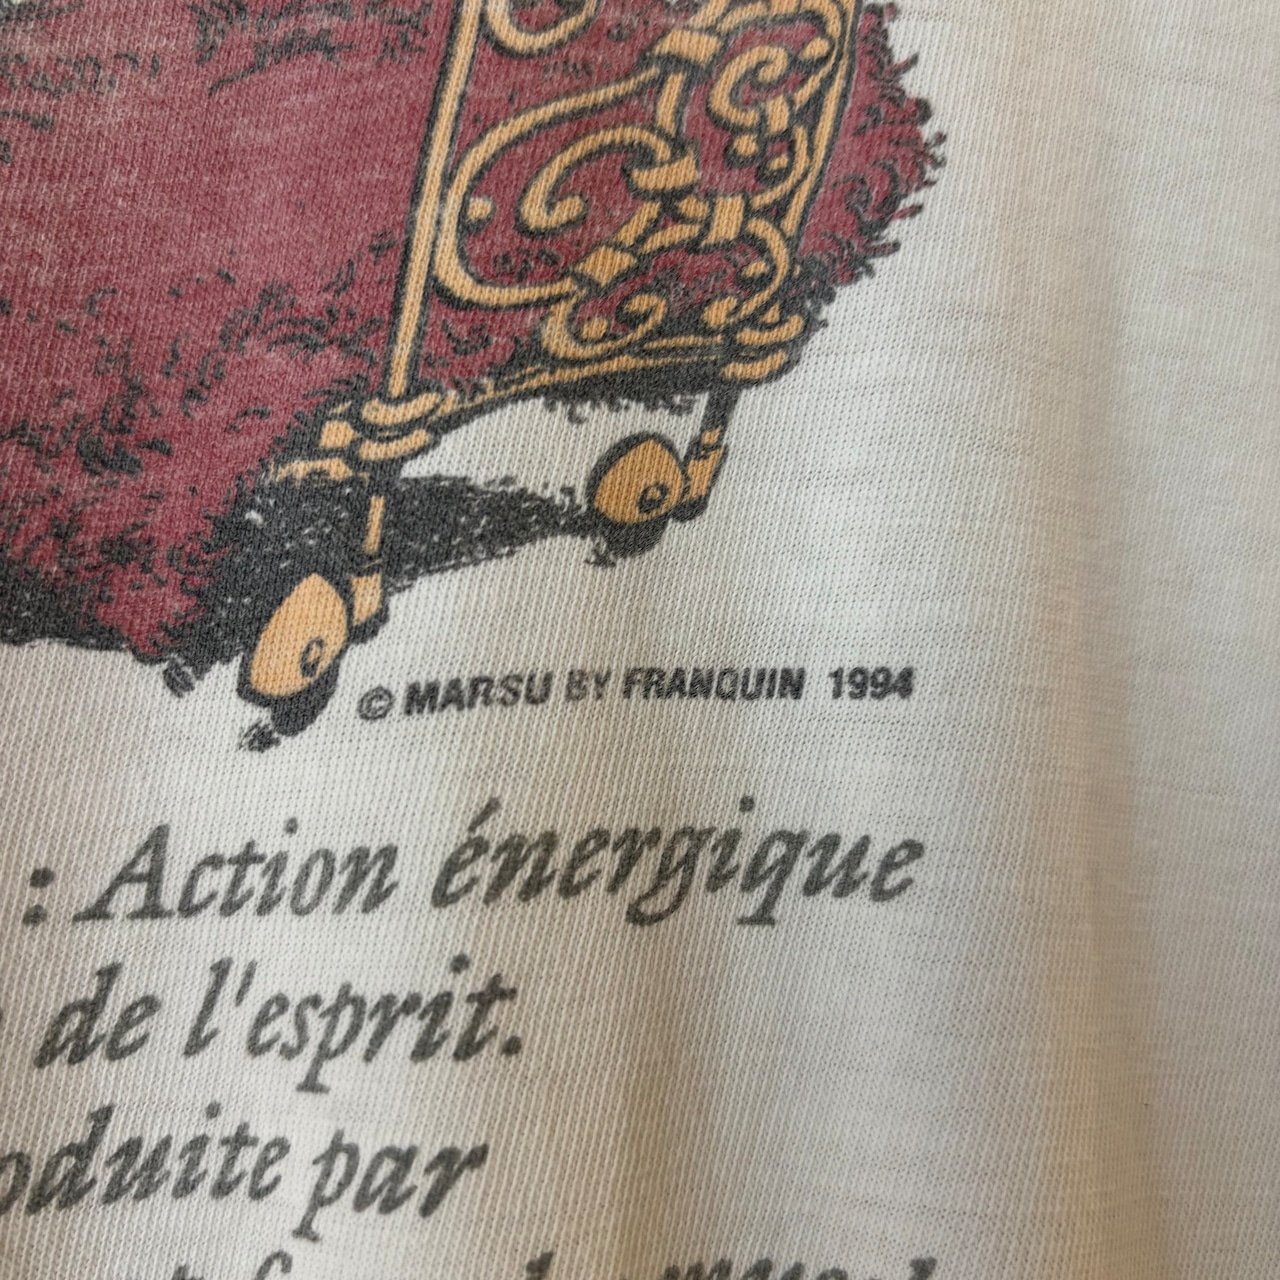 © MARSU BY FRANQUIN 1994
: Action énergique
de l'esprit.
oduite par